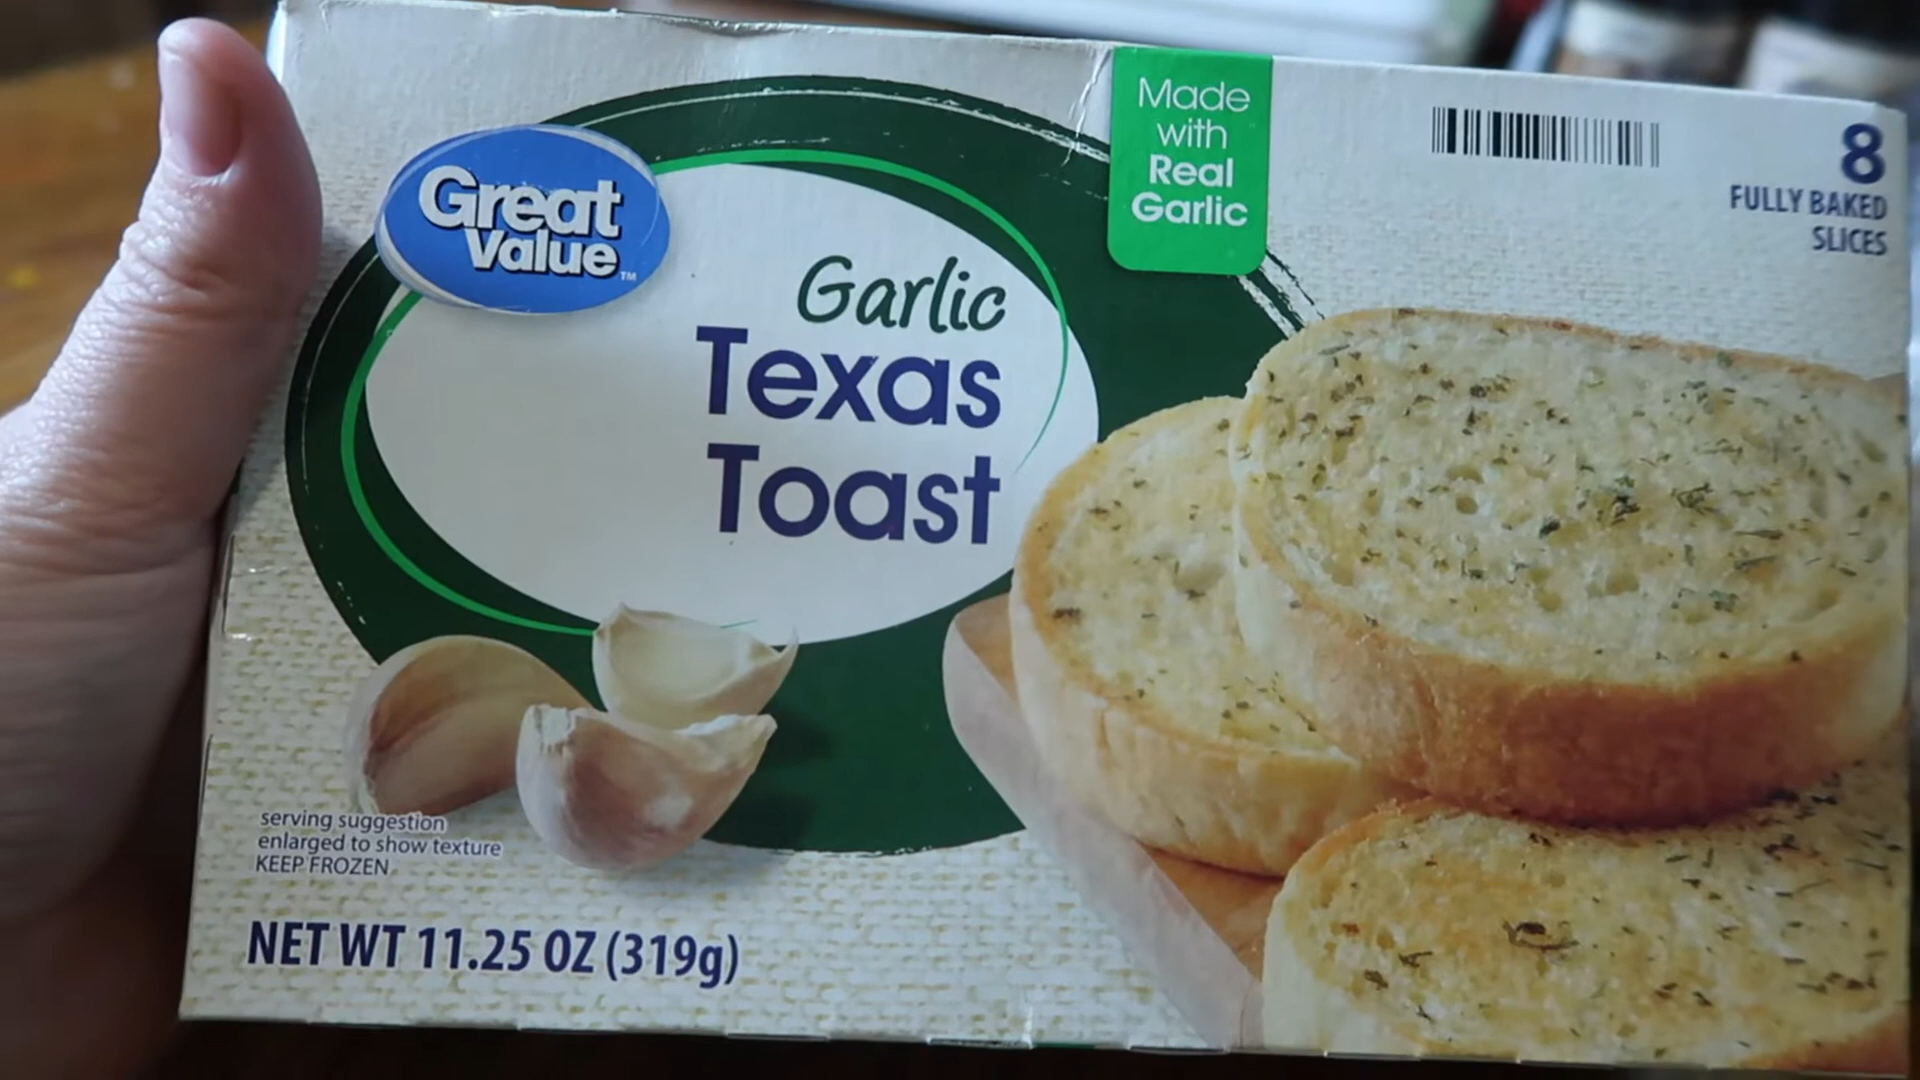 Great
Value™
Garlic
Texas
Toast
Made
with
Real
Garlic
8
FULLY BAKED
SLICES
serving suggestion
enlarged to show texture
KEEP FROZEN
NET WT 11.25 OZ (319g)